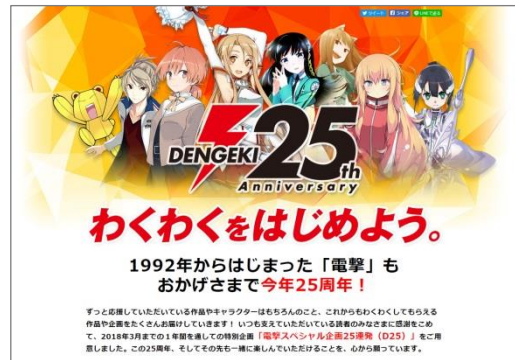 ツイート シェア LINEで送る
DENGEKI 25th
Anniversary
わくわくをはじめよう。
1992年からはじまった「電撃」も
おかげさまで今年25周年！
ずっと応援していただいている作品やキャラクターはもちろんのこと、これからもわくわくしてもらえる
作品や企画をたくさんお届けしていきます！ いつも支えていただいている読者のみなさまに感謝をこめ
て、2018年3月までの1年間を通しての特別企画「電撃スペシャル企画25連発（D25）」をご用
意しました。この25周年、そしてその先も一緒に楽しんでいただけることを、心から願っています。